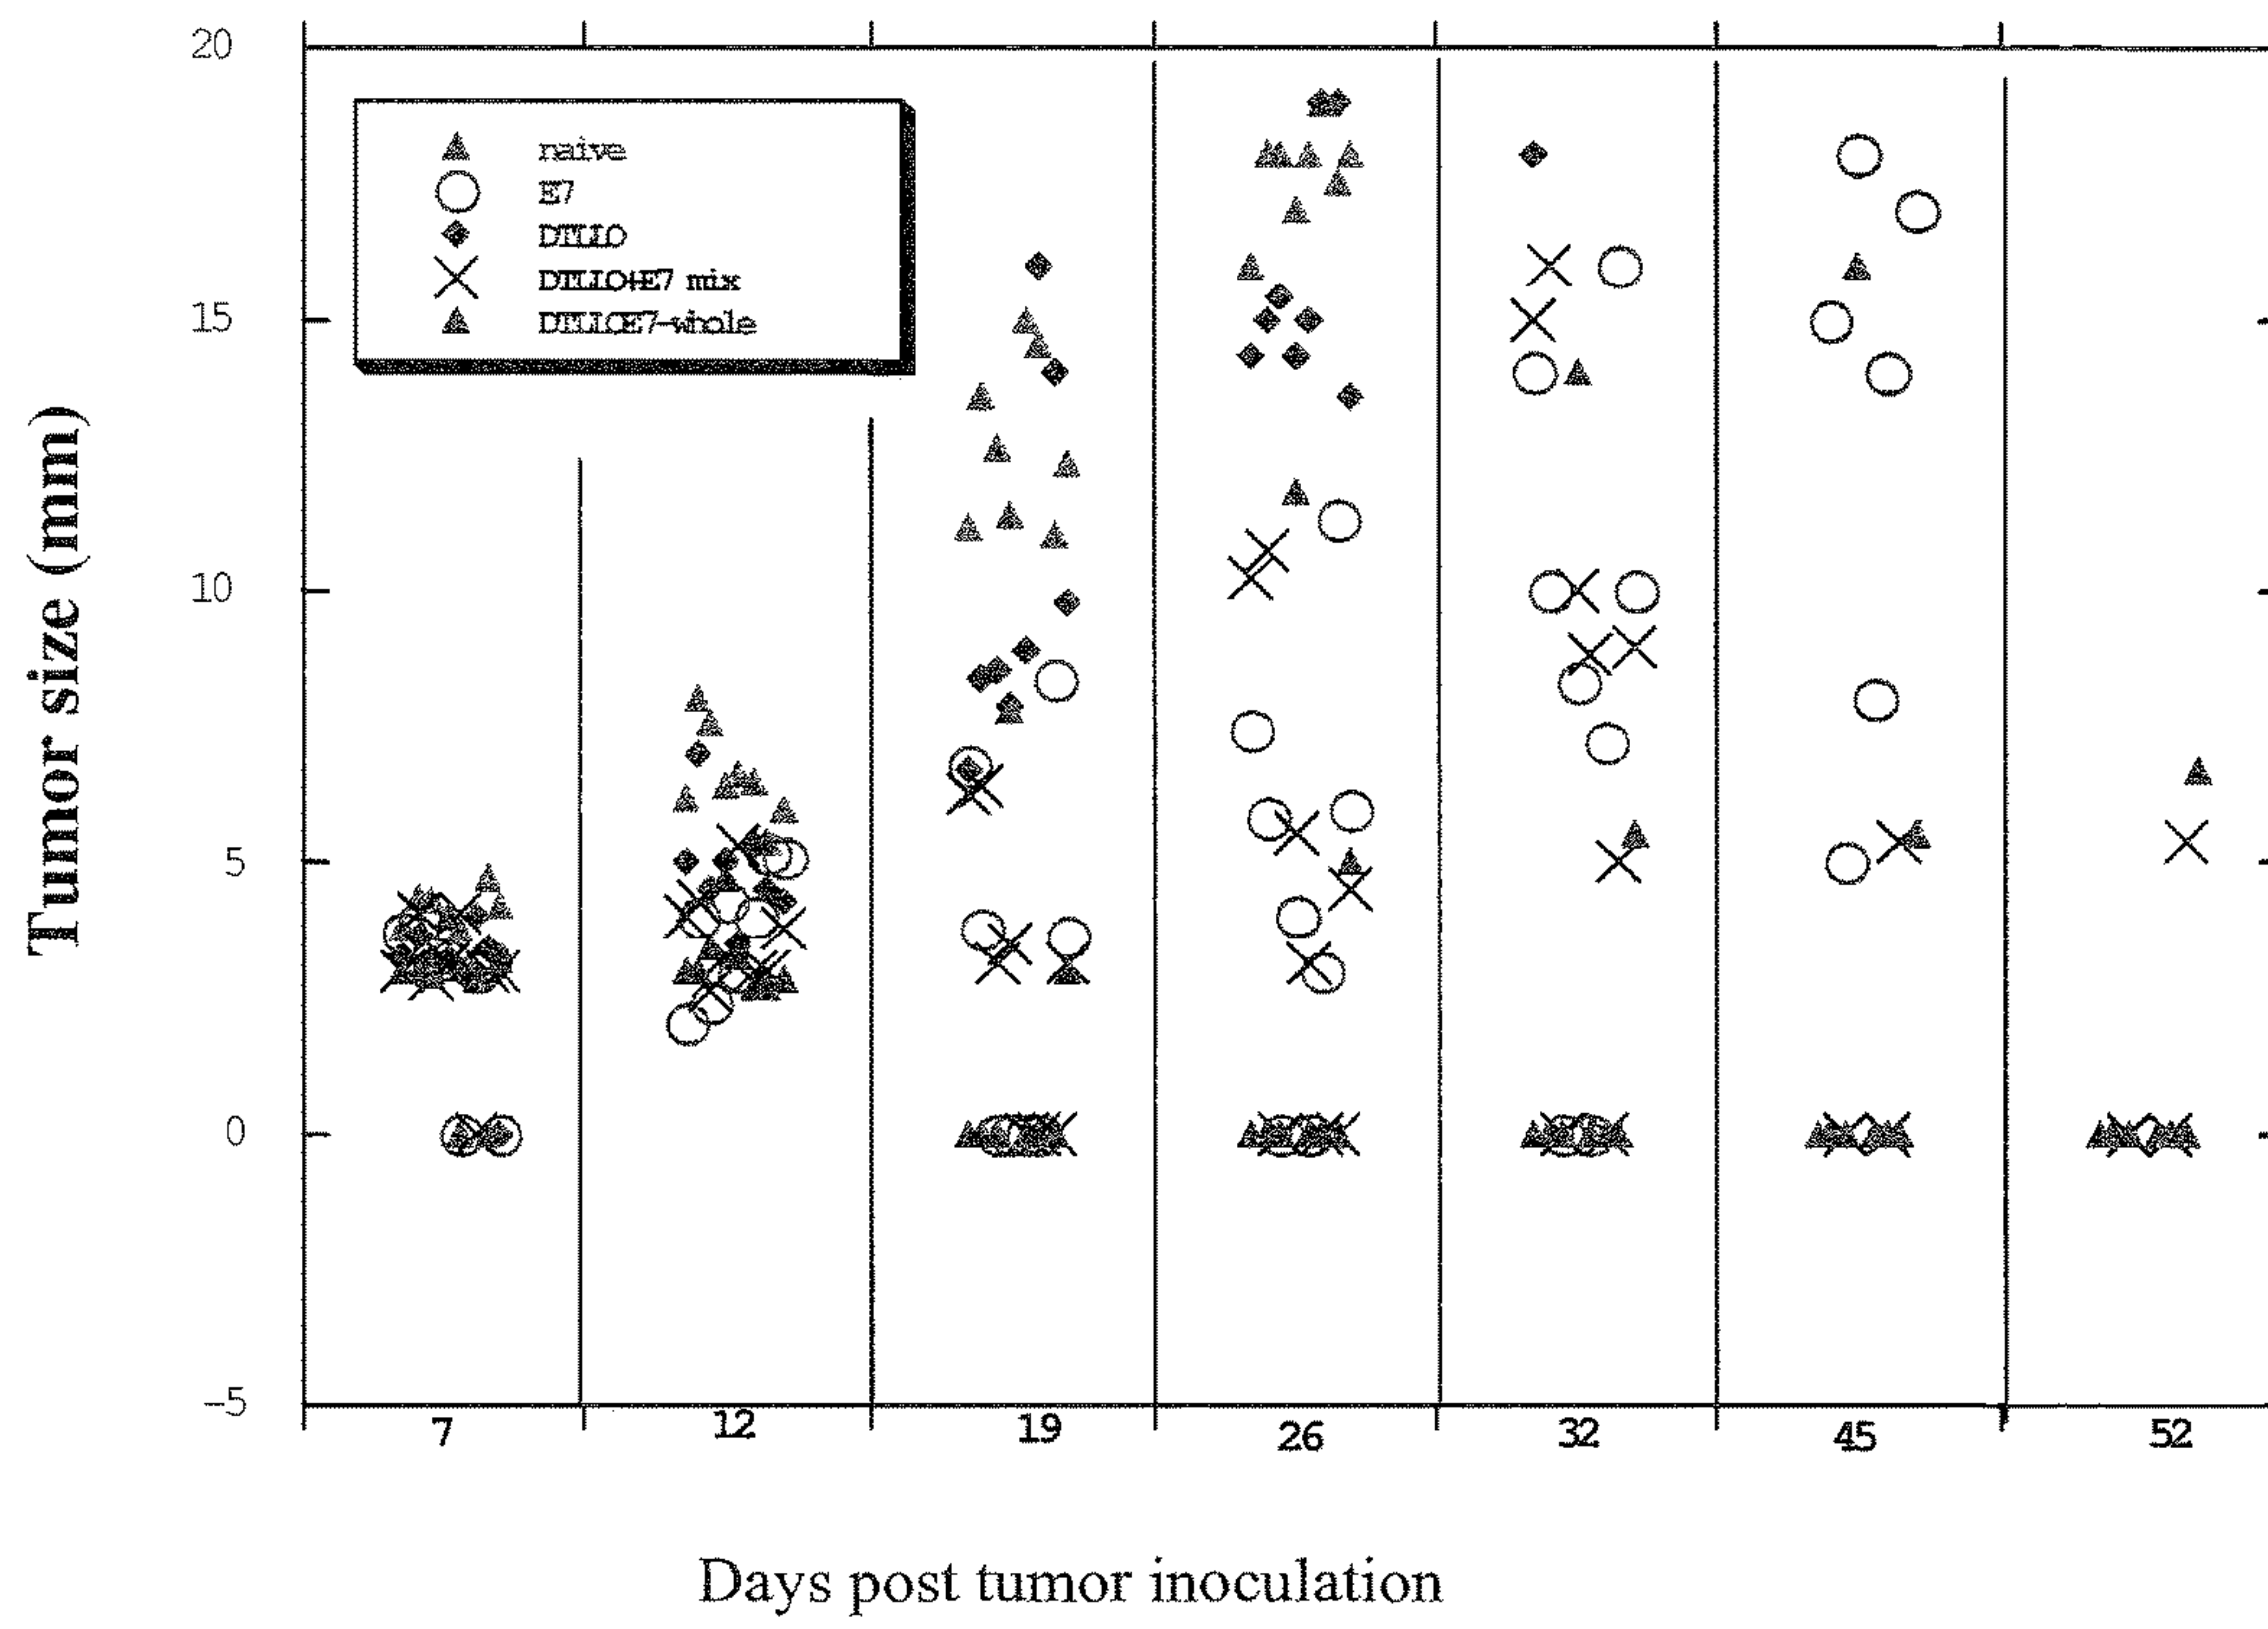 20
naive
E7
DTLLO
DTLLO+E7 mix
15
10
5
0
-5
Tumor size (mm)
7 12 19 26 32 45 52
Days post tumor inoculation